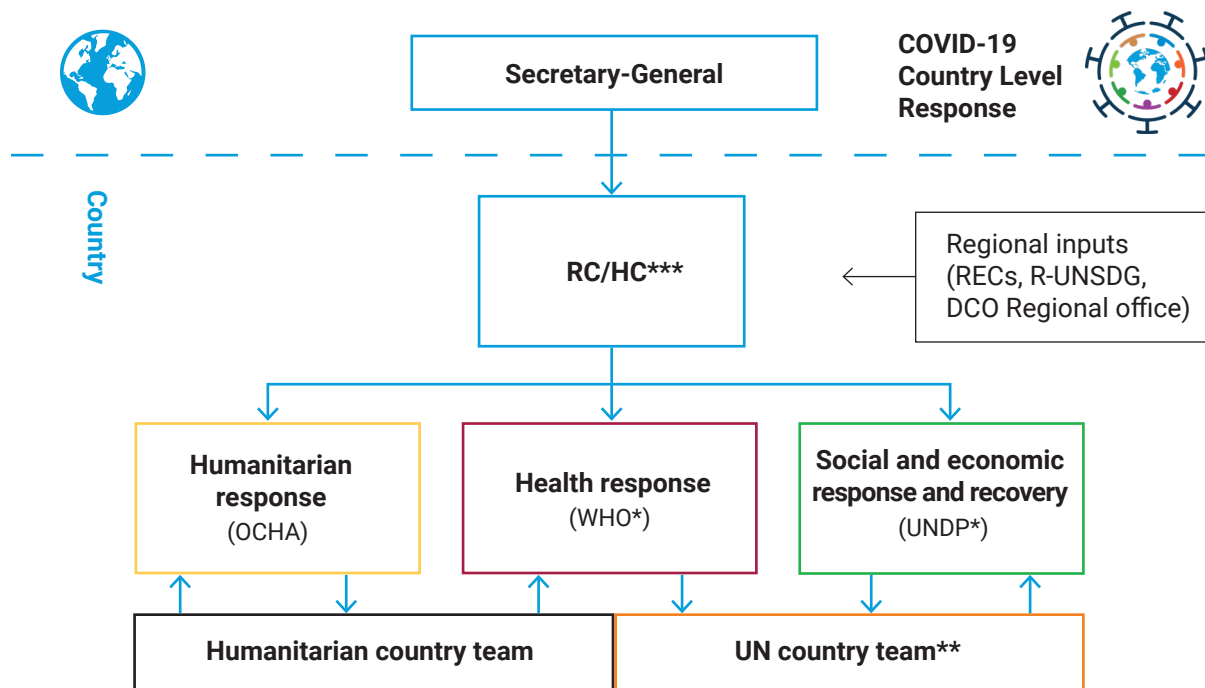 Secretary-General
COVID-19
Country Level
Response
Country
RC/HC***
Regional inputs
(RECs, R-UNSDG,
DCO Regional office)
Humanitarian
response
(OCHA)
Health response
(WHO*)
Social and economic
response and recovery
(UNDP*)
Humanitarian country team
UN country team**